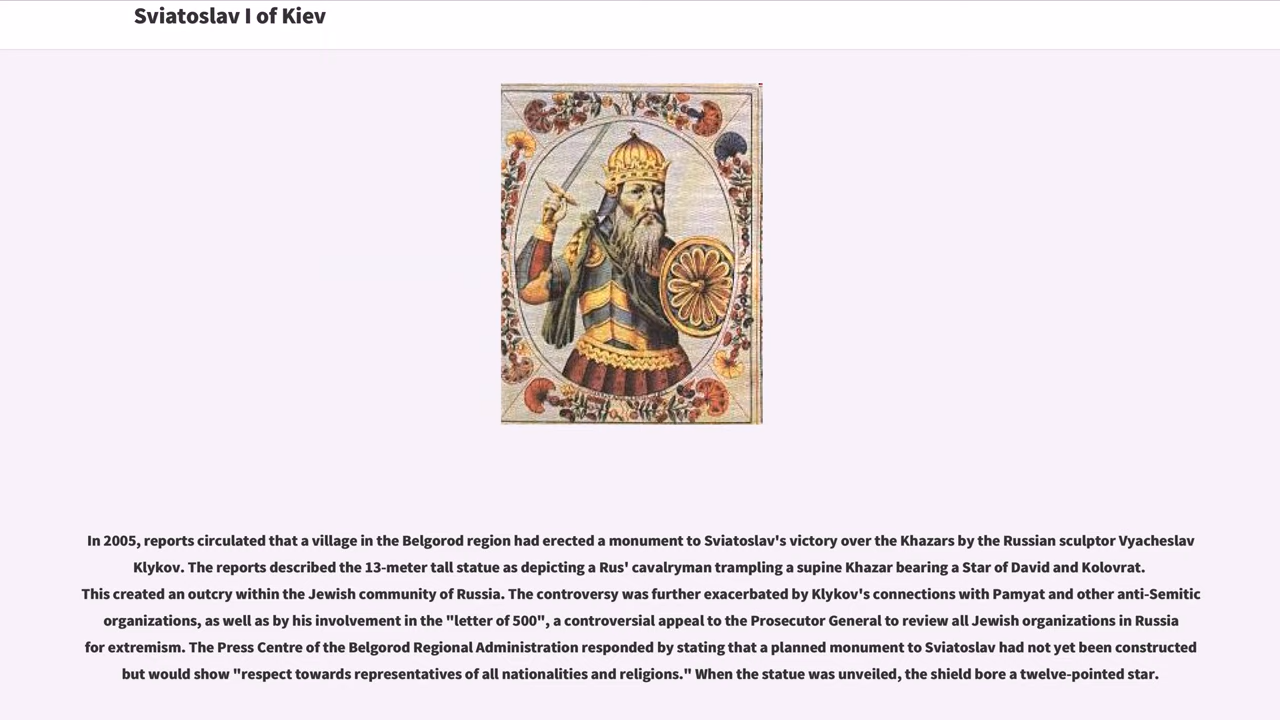 Sviatoslav I of Kiev
In 2005, reports circulated that a village in the Belgorod region had erected a monument to Sviatoslav's victory over the Khazars by the Russian sculptor Vyacheslav
Klykov. The reports described the 13-meter tall statue as depicting a Rus' cavalryman trampling a supine Khazar bearing a Star of David and Kolovrat.
This created an outcry within the Jewish community of Russia. The controversy was further exacerbated by Klykov's connections with Pamyat and other anti-Semitic
organizations, as well as by his involvement in the "letter of 500", a controversial appeal to the Prosecutor General to review all Jewish organizations in Russia
for extremism. The Press Centre of the Belgorod Regional Administration responded by stating that a planned monument to Sviatoslav had not yet been constructed
but would show "respect towards representatives of all nationalities and religions." When the statue was unveiled, the shield bore a twelve-pointed star.